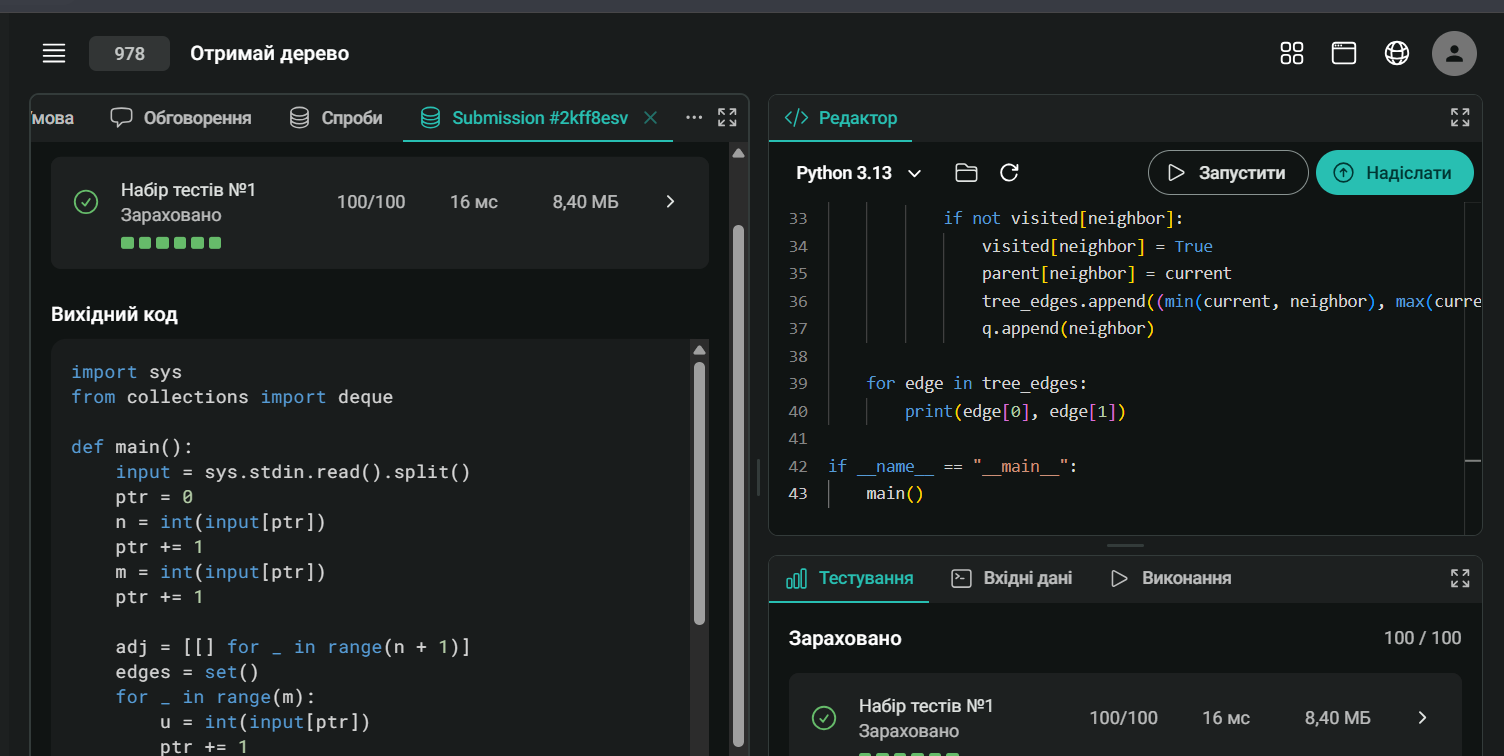 978 Отримай дерево
Обговорення Спроби Submission #2kff8esv
Набір тестів №1 100/100 16 мс 8,40 МБ
Зараховано
Вихідний код
import sys
from collections import deque
def main():
input = sys.stdin.read().split()
ptr = 0
n = int(input[ptr])
ptr += 1
m = int(input[ptr])
ptr += 1
adj = [[] for _ in range(n + 1)]
edges = set()
for _ in range(m):
u = int(input[ptr])
ptr += 1
Редактор
Python 3.13 Запустити Надіслати
33 if not visited[neighbor]:
34 visited[neighbor] = True
35 parent[neighbor] = current
36 tree_edges.append((min(current, neighbor), max(curre
37 q.append(neighbor)
38
39 for edge in tree_edges:
40 print(edge[0], edge[1])
41
42 if __name__ == "__main__":
43 main()
Тестування Вхідні дані Виконання
Зараховано 100 / 100
Набір тестів №1 100/100 16 мс 8,40 МБ
Зараховано